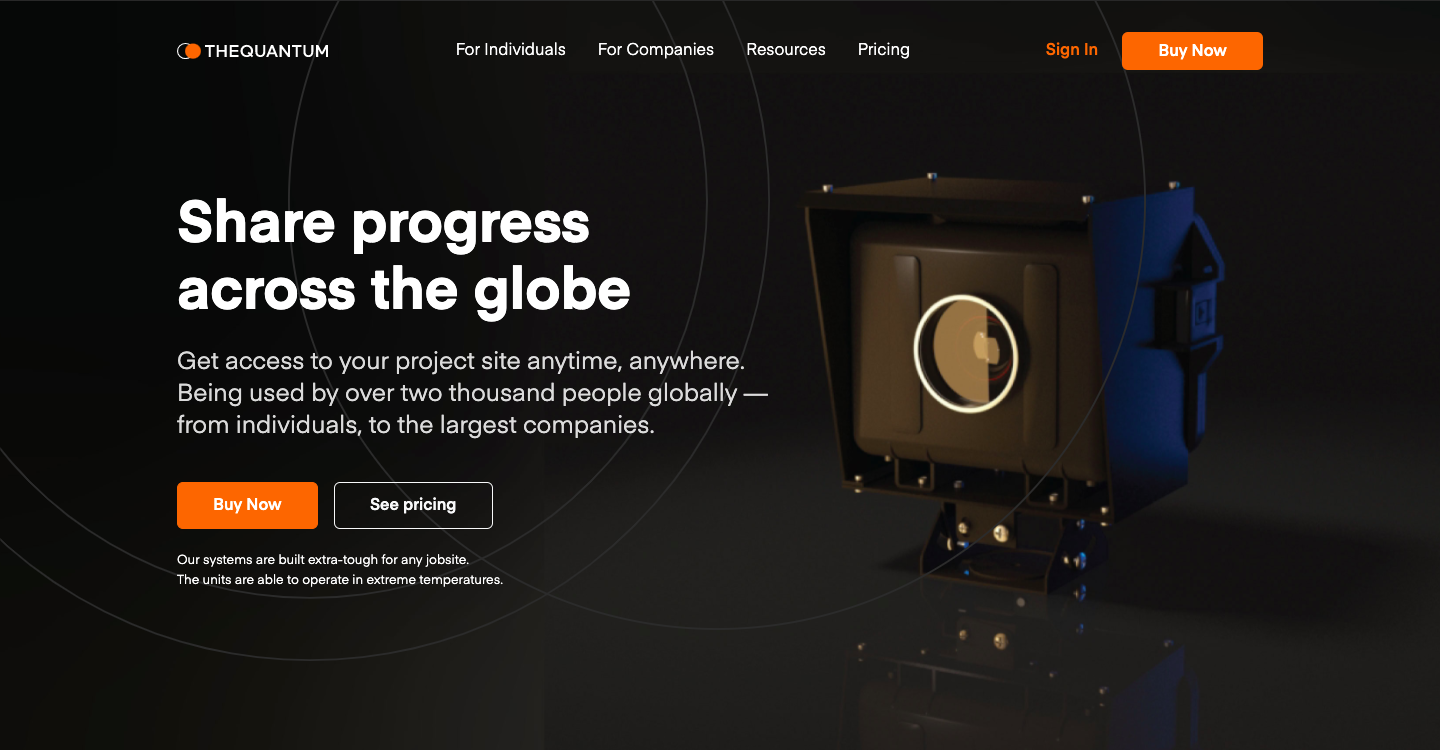 THEQUANTUM
For Individuals
For Companies
Resources
Pricing
Sign In
Buy Now
Share progress
across the globe
Get access to your project site anytime, anywhere.
Being used by over two thousand people globally —
from individuals, to the largest companies.
Buy Now
See pricing
Our systems are built extra-tough for any jobsite.
The units are able to operate in extreme temperatures.